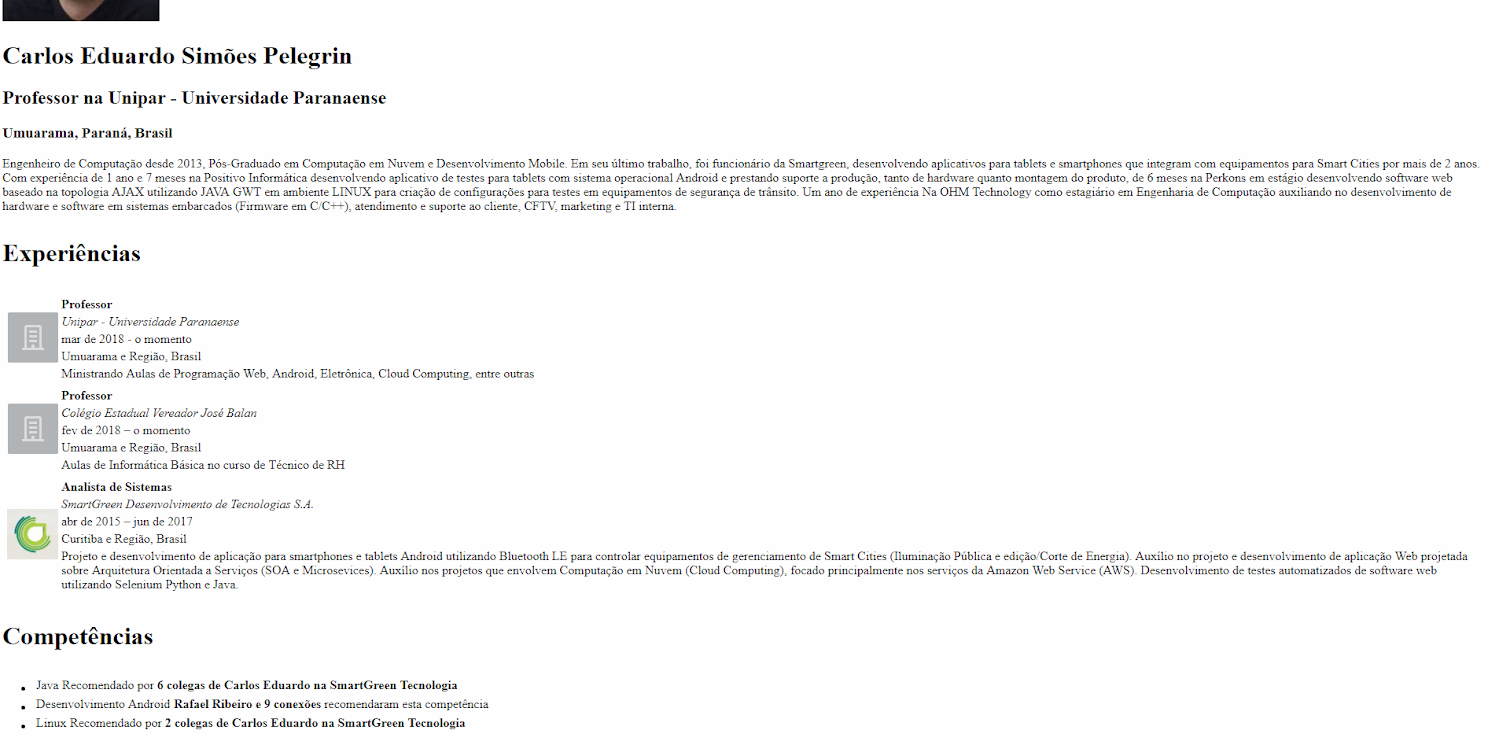 Carlos Eduardo Simões Pelegrin
Professor na Unipar - Universidade Paranaense
Umuarama, Paraná, Brasil
Engenheiro de Computação desde 2013, Pós-Graduado em Computação em Nuvem e Desenvolvimento Mobile. Em seu último trabalho, foi funcionário da Smartgreen, desenvolvendo aplicativos para tablets e smartphones que integram com equipamentos para Smart Cities por mais de 2 anos.
Com experiência de 1 ano e 7 meses na Positivo Informática desenvolvendo aplicativo de testes para tablets com sistema operacional Android e prestando suporte a produção, tanto de hardware quanto montagem do produto, de 6 meses na Perkons em estágio desenvolvendo software web
baseado na topologia AJAX utilizando JAVA GWT em ambiente LINUX para criação de configurações para testes em equipamentos de segurança de trânsito. Um ano de experiência Na OHM Technology como estagiário em Engenharia de Computação auxiliando no desenvolvimento de
hardware e software em sistemas embarcados (Firmware em C/C++), atendimento e suporte ao cliente, CFTV, marketing e TI interna.
Experiências
Professor
Unipar - Universidade Paranaense
mar de 2018 - o momento
Umuarama e Região, Brasil
Ministrando Aulas de Programação Web, Android, Eletrônica, Cloud Computing, entre outras
Professor
Colégio Estadual Vereador José Balan
fev de 2018 – o momento
Umuarama e Região, Brasil
Aulas de Informática Básica no curso de Técnico de RH
Analista de Sistemas
SmartGreen Desenvolvimento de Tecnologias S.A.
abr de 2015 – jun de 2017
Curitiba e Região, Brasil
Projeto e desenvolvimento de aplicação para smartphones e tablets Android utilizando Bluetooth LE para controlar equipamentos de gerenciamento de Smart Cities (Iluminação Pública e edição/Corte de Energia). Auxílio no projeto e desenvolvimento de aplicação Web projetada
sobre Arquitetura Orientada a Serviços (SOA e Microsevices). Auxílio nos projetos que envolvem Computação em Nuvem (Cloud Computing), focado principalmente nos serviços da Amazon Web Service (AWS). Desenvolvimento de testes automatizados de software web
utilizando Selenium Python e Java.
Competências
• Java Recomendado por 6 colegas de Carlos Eduardo na SmartGreen Tecnologia
• Desenvolvimento Android Rafael Ribeiro e 9 conexões recomendaram esta competência
• Linux Recomendado por 2 colegas de Carlos Eduardo na SmartGreen Tecnologia